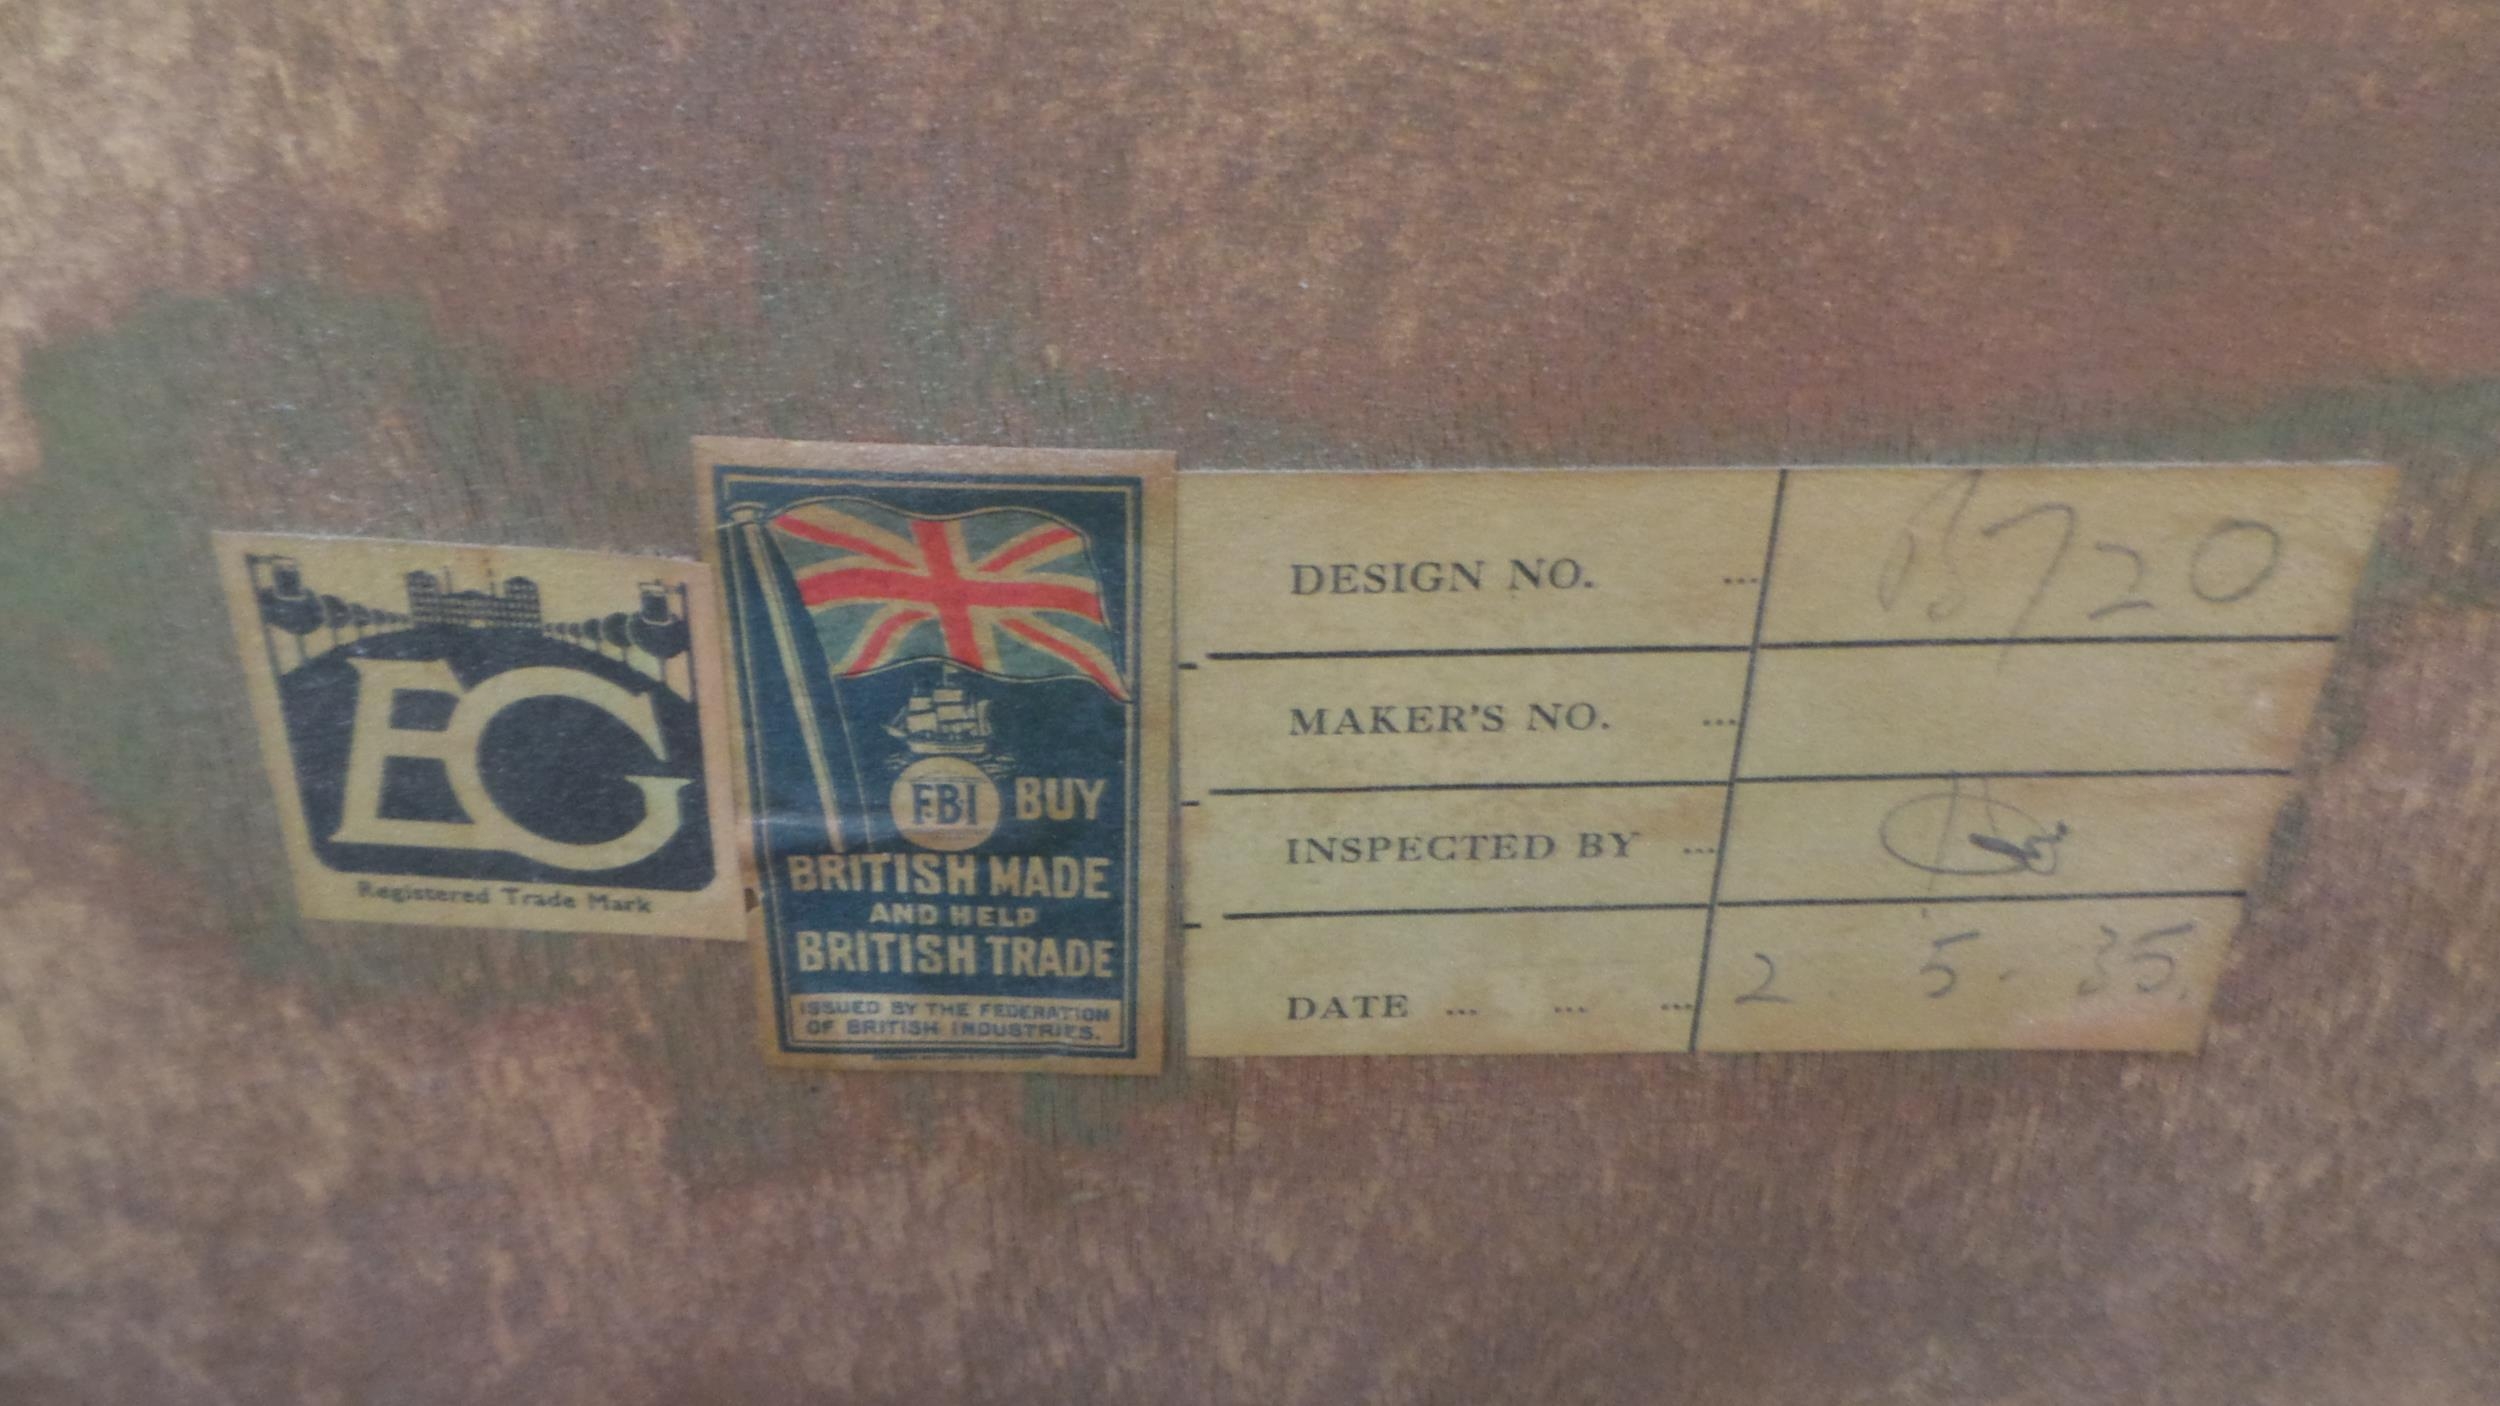 EG
Registered Trade Mark
FBI BUY
BRITISH MADE
AND HELP
BRITISH TRADE
ISSUED BY THE FEDERATION
OF BRITISH INDUSTRIES.
DESIGN NO. ... B720
MAKER'S NO. ...
INSPECTED BY ...
DATE ... ... ... 2 . 5 . 35.